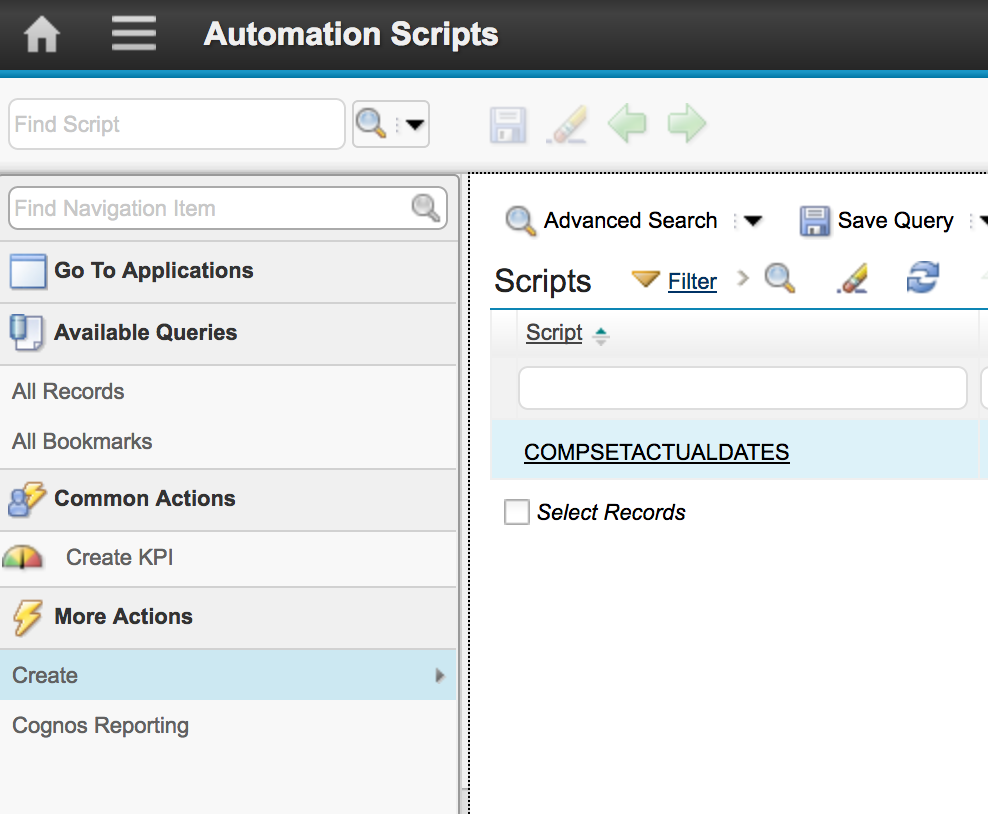 Automation Scripts
Find Script
Find Navigation Item
Go To Applications
Available Queries
All Records
All Bookmarks
Common Actions
Create KPI
More Actions
Create
Cognos Reporting
Advanced Search
Save Query
Scripts
Filter
Script
COMPSETACTUALDATES
Select Records